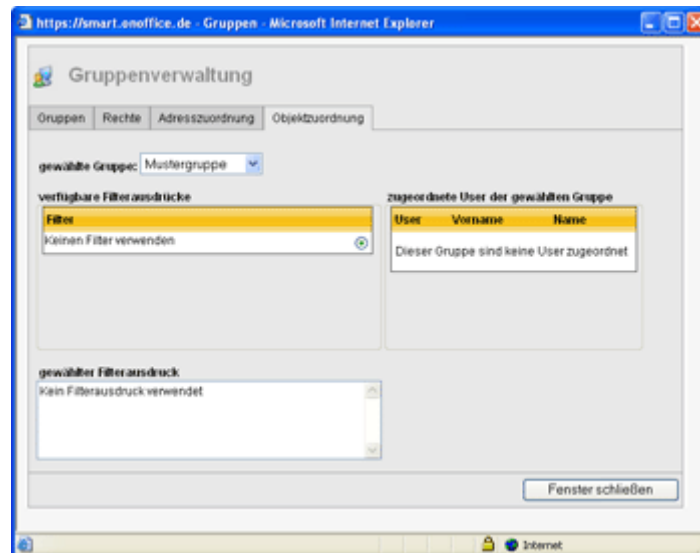 https://smart.onoffice.de - Gruppen - Microsoft Internet Explorer
Gruppenverwaltung
Gruppen Rechte Adresszuordnung Objektzuordnung
gewählte Gruppe: Mustergruppe
verfügbare Filterausdrücke
Filter
Keinen Filter verwenden
zugeordnete User der gewählten Gruppe
User Vorname Name
Dieser Gruppe sind keine User zugeordnet
gewählter Filterausdruck
Kein Filterausdruck verwendet
Fenster schließen
Internet